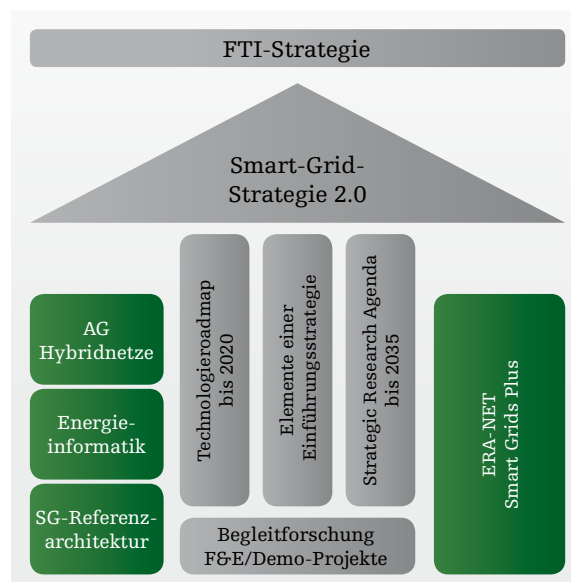 FTI-Strategie
Smart-Grid-
Strategie 2.0
AG
Hybridnetze
Energie-
informatik
SG-Referenz-
architektur
Technologieroadmap
bis 2020
Elemente einer
Einführungsstrategie
Strategic Research Agenda
bis 2035
Begleitforschung
F&E/Demo-Projekte
ERA-NET
Smart Grids Plus